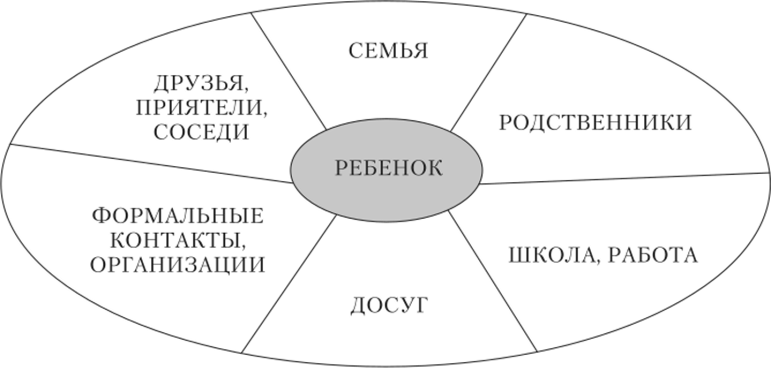 СЕМЬЯ
ДРУЗЬЯ,
ПРИЯТЕЛИ,
СОСЕДИ
РОДСТВЕННИКИ
РЕБЕНОК
ФОРМАЛЬНЫЕ
КОНТАКТЫ,
ОРГАНИЗАЦИИ
ШКОЛА, РАБОТА
ДОСУГ